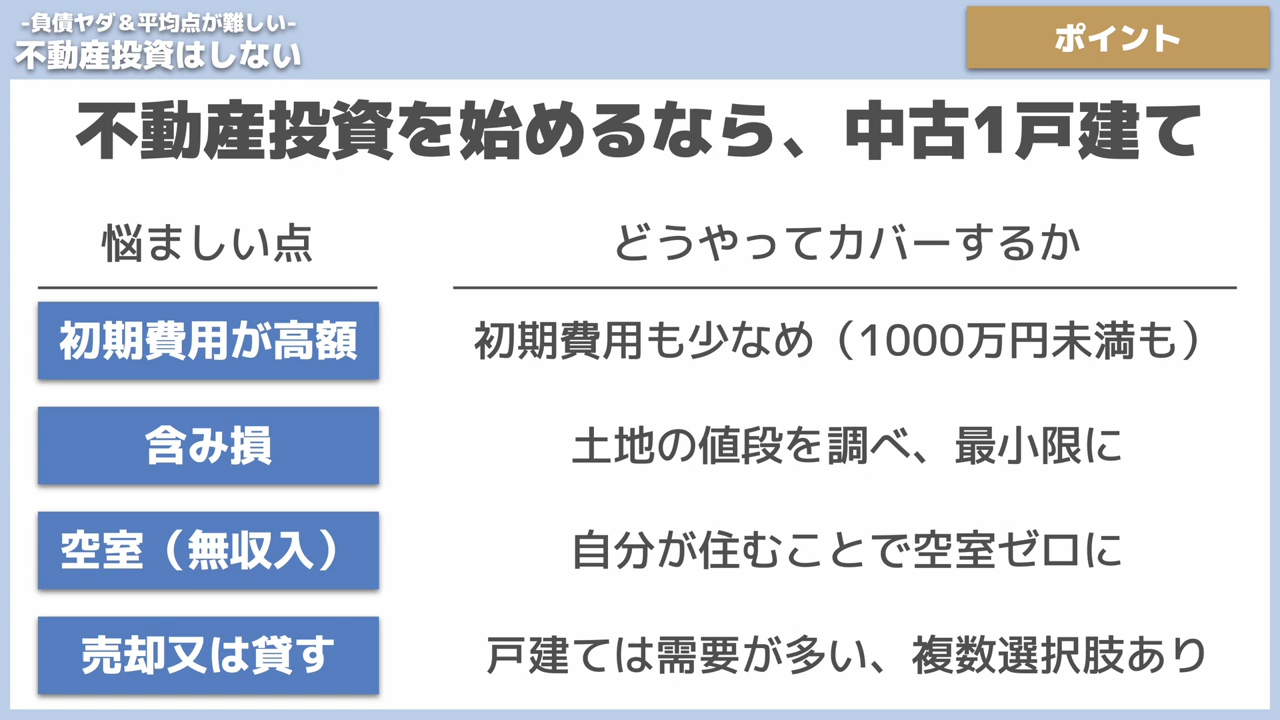 -負債ヤダ&平均点が難しい-
不動産投資はしない
ポイント
不動産投資を始めるなら、中古1戸建て
悩ましい点
どうやってカバーするか
初期費用が高額
初期費用も少なめ（1000万円未満も）
含み損
土地の値段を調べ、最小限に
空室（無収入）
自分が住むことで空室ゼロに
売却又は貸す
戸建ては需要が多い、複数選択肢あり